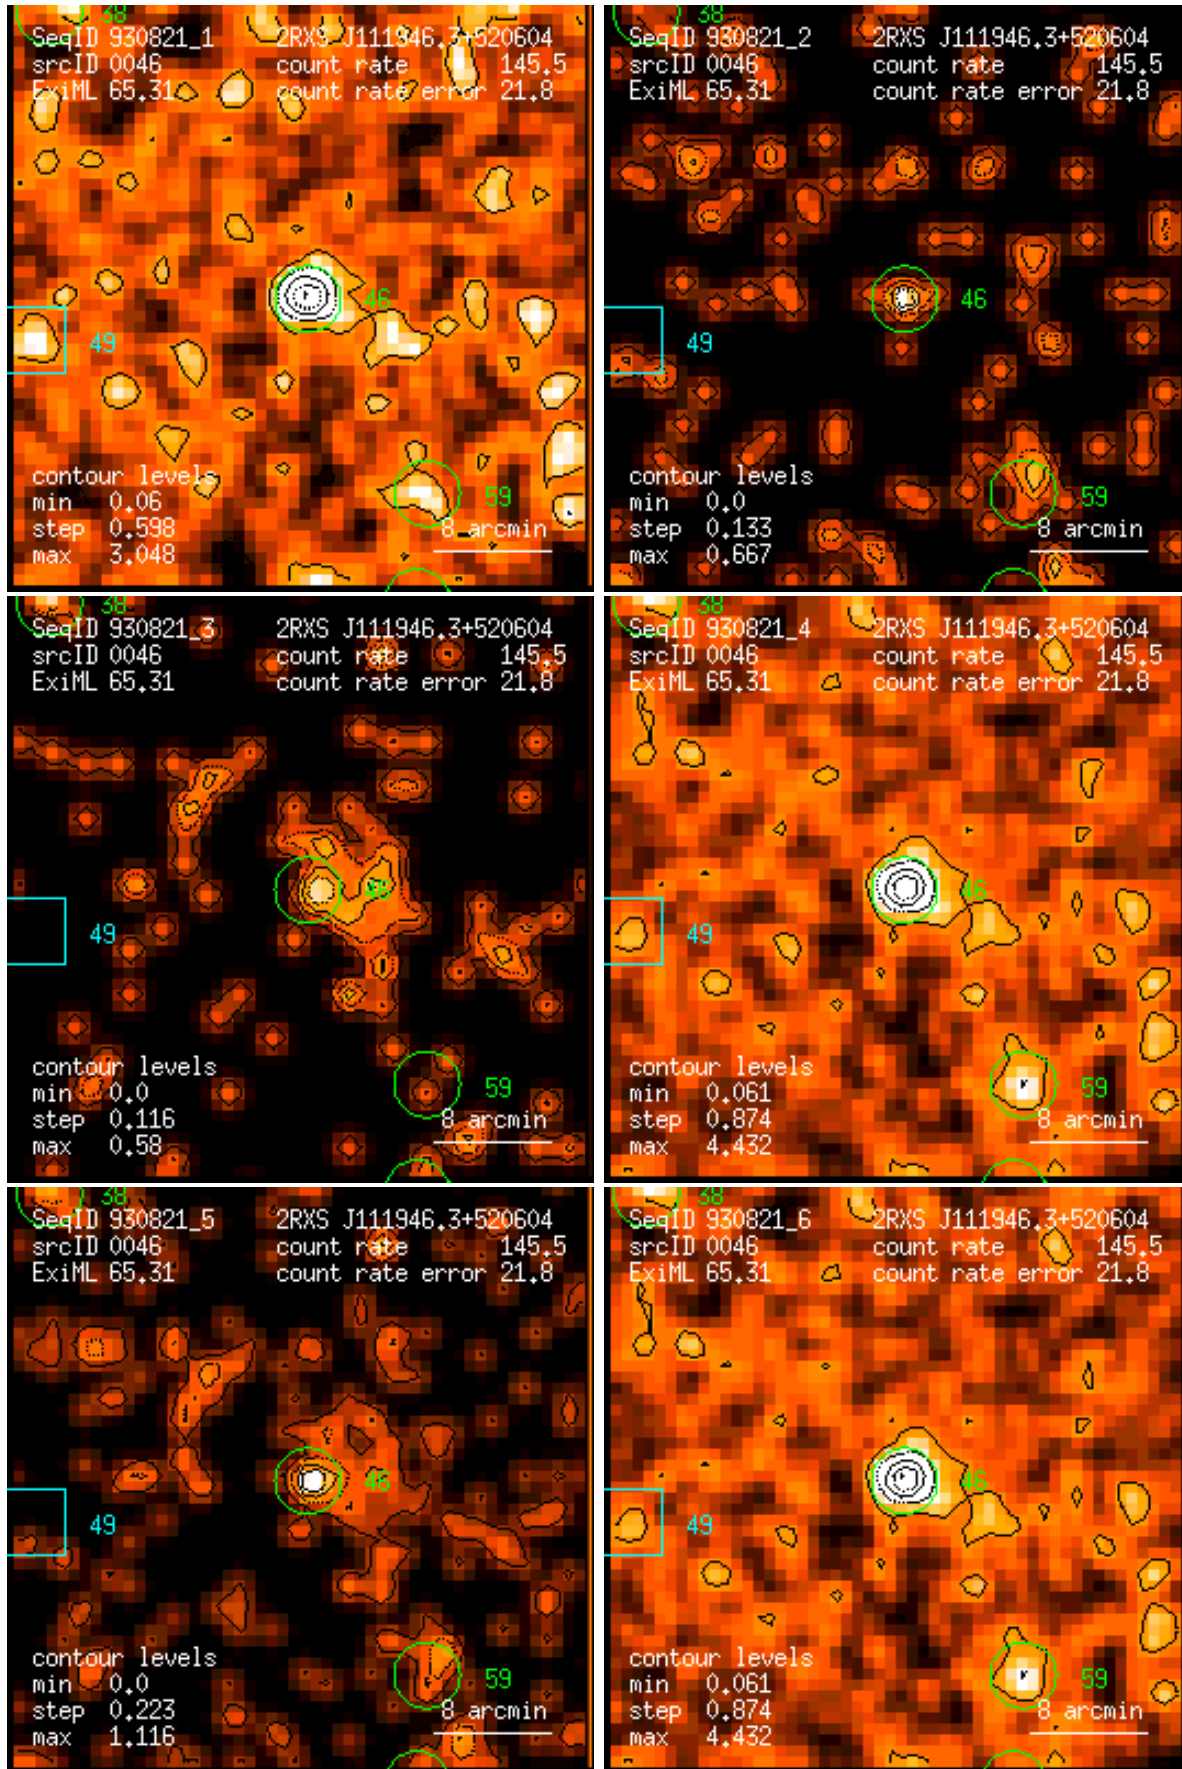 38
SeqID 930821_1 2RXS J111946.3+520604
srcID 0046 count rate 145.5
ExiML 65.31 count rate error 21.8
46
49
contour levels
min 0.06
59
step 0.598
8 arcmin
max 3.048
38
SeqID 930821_2 2RXS J111946.3+520604
srcID 0046 count rate 145.5
ExiML 65.31 count rate error 21.8
46
49
contour levels
min 0.0
59
step 0.133
8 arcmin
max 0.667
38
SeqID 930821_3 2RXS J111946.3+520604
srcID 0046 count rate 145.5
ExiML 65.31 count rate error 21.8
46
49
contour levels
min 0.0
59
step 0.116
8 arcmin
max 0.58
38
SeqID 930821_4 2RXS J111946.3+520604
srcID 0046 count rate 145.5
ExiML 65.31 count rate error 21.8
46
49
contour levels
min 0.061
59
step 0.874
8 arcmin
max 4.432
38
SeqID 930821_5 2RXS J111946.3+520604
srcID 0046 count rate 145.5
ExiML 65.31 count rate error 21.8
46
49
contour levels
min 0.0
59
step 0.223
8 arcmin
max 1.116
38
SeqID 930821_6 2RXS J111946.3+520604
srcID 0046 count rate 145.5
ExiML 65.31 count rate error 21.8
46
49
contour levels
min 0.061
59
step 0.874
8 arcmin
max 4.432